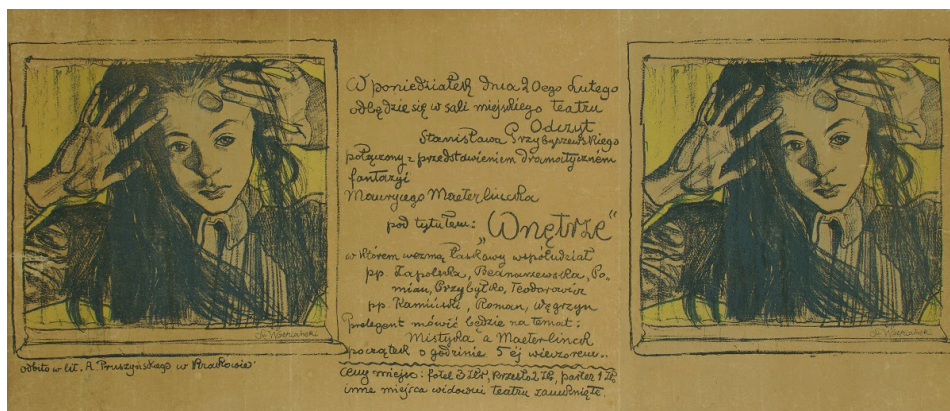 W poniedziałek dnia 20ego Lutego
odbędzie się w sali miejskiego teatru
Odczyt
Stanisława Przybyszewskiego
połączony z przedstwieniem dramatycznem
fantazyi
Maurycego Maeterlincka
pod tytułem:
„Wnętrze“
w którem wezmą łaskawy współudział
pp. Zapolska, Bednarzewska, Po-
mian, Przybyłko, Teodorowicz
pp. Kamiński, Roman, Węgrzyn
Prelegent mówić będzie na temat:
Mistyka a Maeterlinck
początek o godzinie 5 ej wieczorem..
Ceny miejsc: fotel 3 Złr, krzesło 2 Złr, parter 1 Złr
inne miejsca widowni teatru zamknięte.
St. Wyspiański
St. Wyspiański
odbito w lit. A. Pruszyńskiego w Krakowie